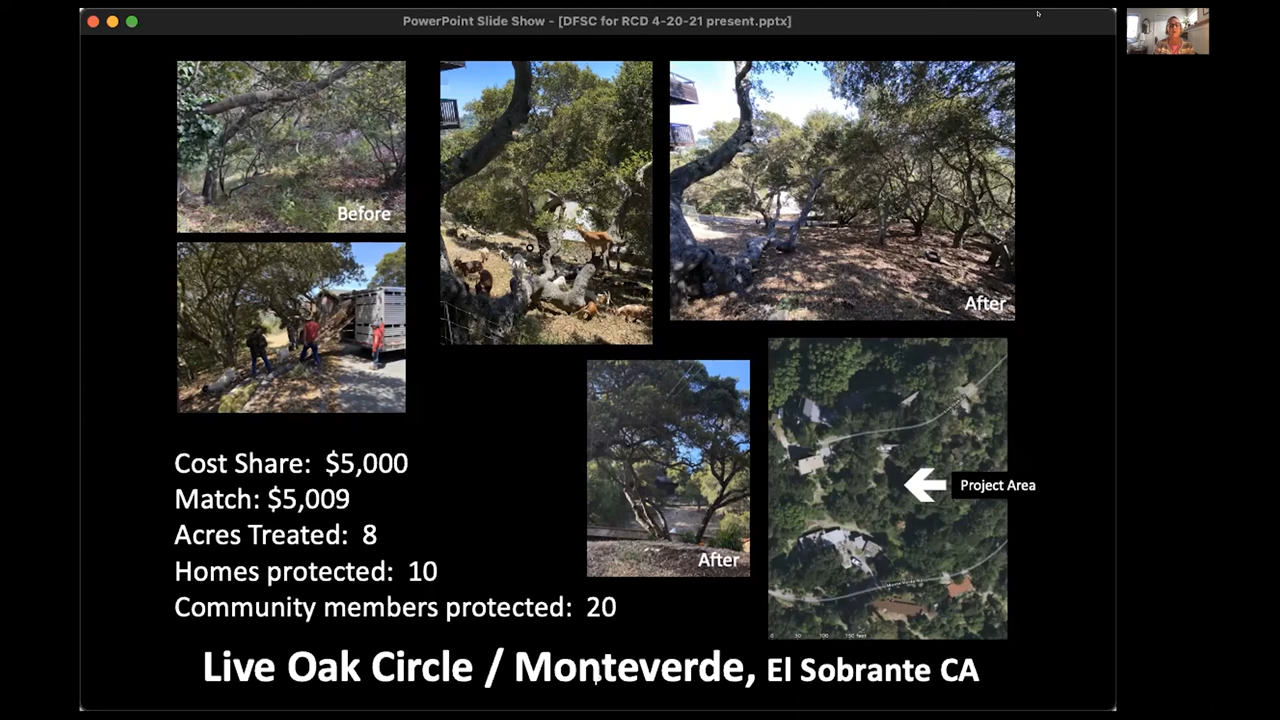 PowerPoint Slide Show - [DFSC for RCD 4-20-21 present.pptx]
Before
After
After
Project Area
Cost Share: $5,000
Match: $5,009
Acres Treated: 8
Homes protected: 10
Community members protected: 20
Live Oak Circle / Monteverde, El Sobrante CA